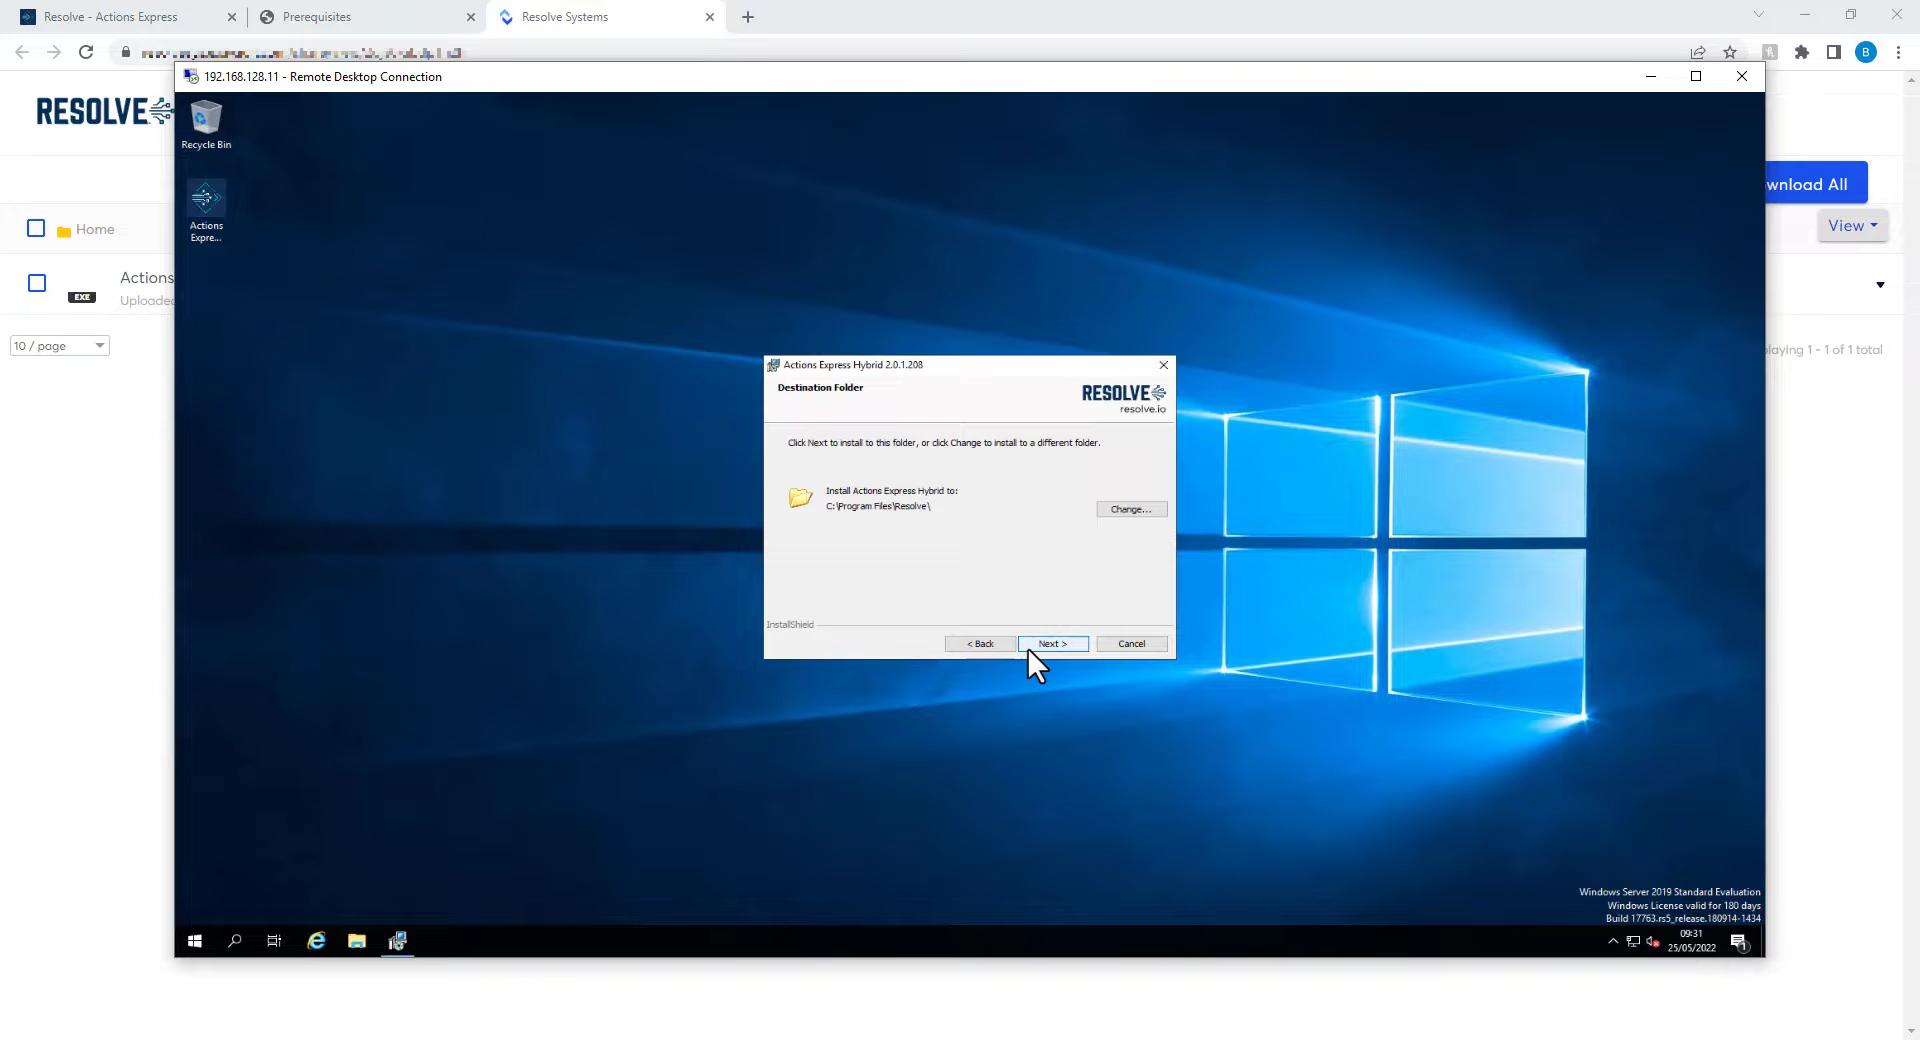 Resolve - Actions Express
Prerequisites
Resolve Systems
B
192.168.128.11 - Remote Desktop Connection
RESOLVE
Recycle Bin
Actions
Expre...
wnload All
Home
View
Actions
EXE
Uploaded
10 / page
laying 1 - 1 of 1 total
Actions Express Hybrid 2.0.1.208
Destination Folder
RESOLVE
resolve.io
Click Next to install to this folder, or click Change to install to a different folder.
Install Actions Express Hybrid to:
C:\Program Files\Resolve\
Change...
InstallShield
< Back
Next >
Cancel
Windows Server 2019 Standard Evaluation
Windows License valid for 180 days
Build 17763.rs5_release.180914-1434
09:31
25/05/2022
1